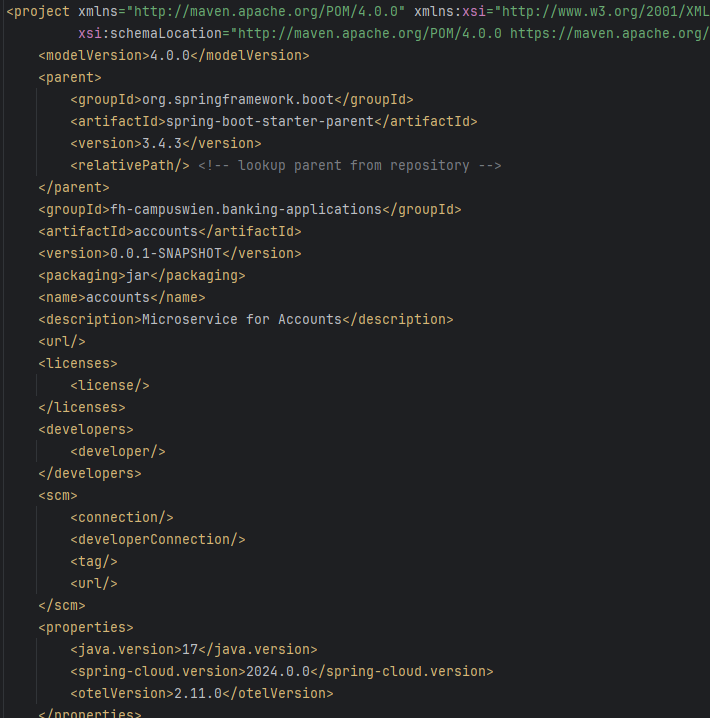 <project xmlns="http://maven.apache.org/POM/4.0.0" xmlns:xsi="http://www.w3.org/2001/XML
xsi:schemaLocation="http://maven.apache.org/POM/4.0.0 https://maven.apache.org/
<modelVersion>4.0.0</modelVersion>
<parent>
<groupId>org.springframework.boot</groupId>
<artifactId>spring-boot-starter-parent</artifactId>
<version>3.4.3</version>
<relativePath/> <!-- lookup parent from repository -->
</parent>
<groupId>fh-campuswien.banking-applications</groupId>
<artifactId>accounts</artifactId>
<version>0.0.1-SNAPSHOT</version>
<packaging>jar</packaging>
<name>accounts</name>
<description>Microservice for Accounts</description>
<url/>
<licenses>
<license/>
</licenses>
<developers>
<developer/>
</developers>
<scm>
<connection/>
<developerConnection/>
<tag/>
<url/>
</scm>
<properties>
<java.version>17</java.version>
<spring-cloud.version>2024.0.0</spring-cloud.version>
<otelVersion>2.11.0</otelVersion>
</properties>